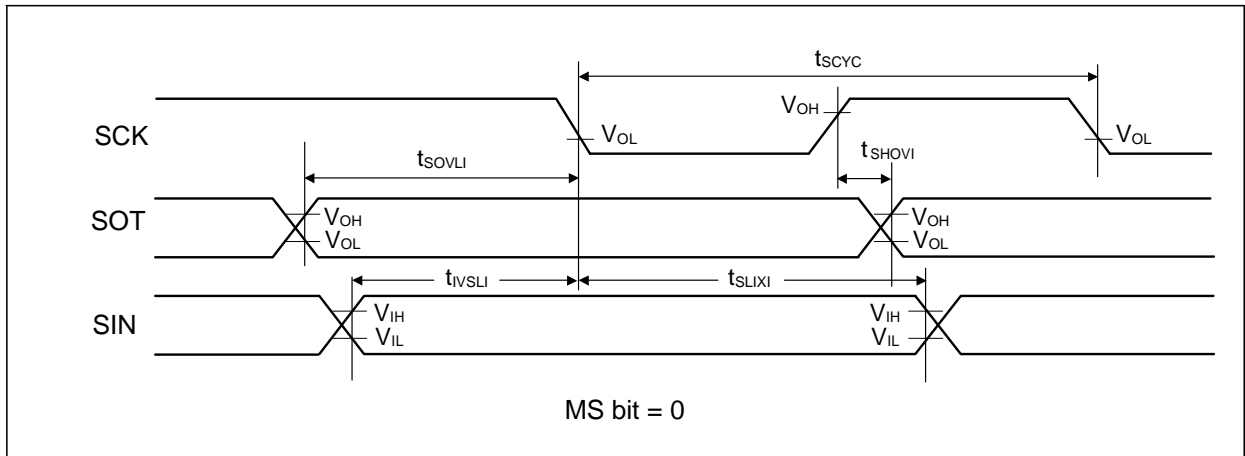 tSCYC
VOH
SCK
VOL
VOL
tSOVLI
tSHOVI
SOT
VOH
VOL
VOH
VOL
tIVSLI
tSLIXI
SIN
VIH
VIL
VIH
VIL
MS bit = 0